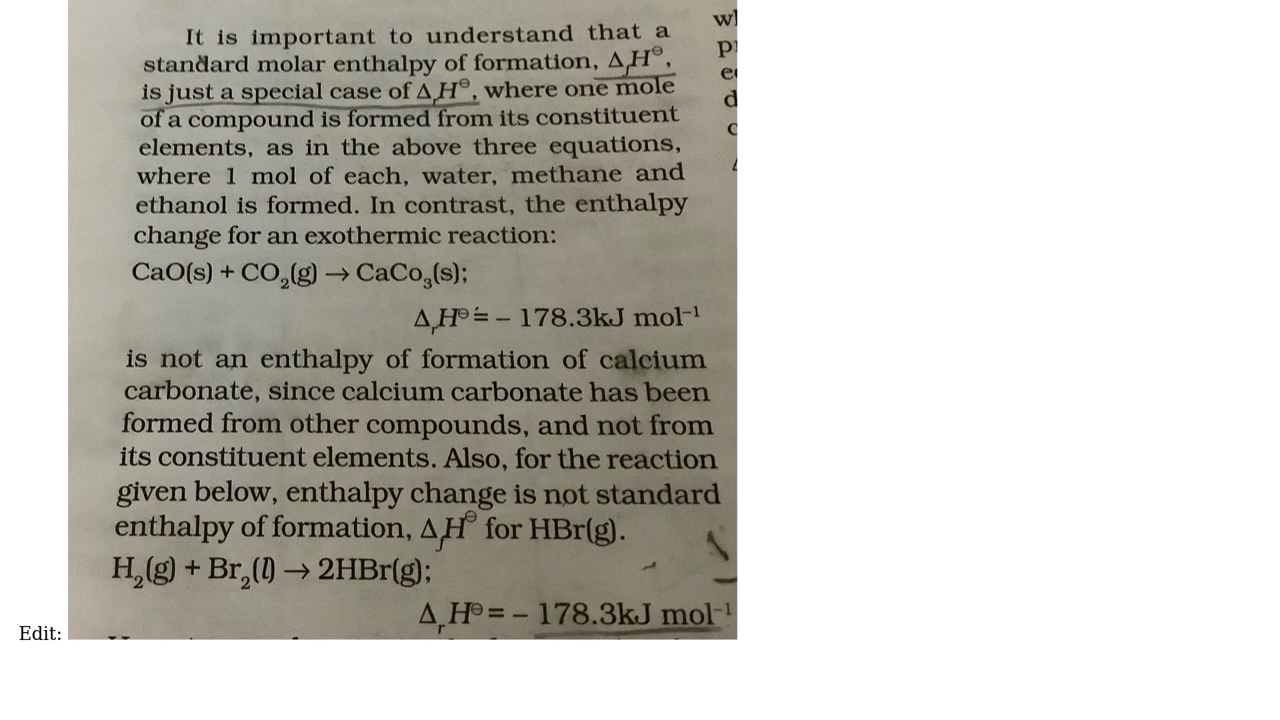 It is important to understand that a
standard molar enthalpy of formation, ΔfH⊖,
is just a special case of ΔrH⊖, where one mole
of a compound is formed from its constituent
elements, as in the above three equations,
where 1 mol of each, water, methane and
ethanol is formed. In contrast, the enthalpy
change for an exothermic reaction:
CaO(s) + CO₂(g) → CaCo₃(s);
ΔrH⊖ = – 178.3kJ mol⁻¹
is not an enthalpy of formation of calcium
carbonate, since calcium carbonate has been
formed from other compounds, and not from
its constituent elements. Also, for the reaction
given below, enthalpy change is not standard
enthalpy of formation, ΔfH⊖ for HBr(g).
H₂(g) + Br₂(l) → 2HBr(g);
ΔrH⊖ = – 178.3kJ mol⁻¹
Edit: